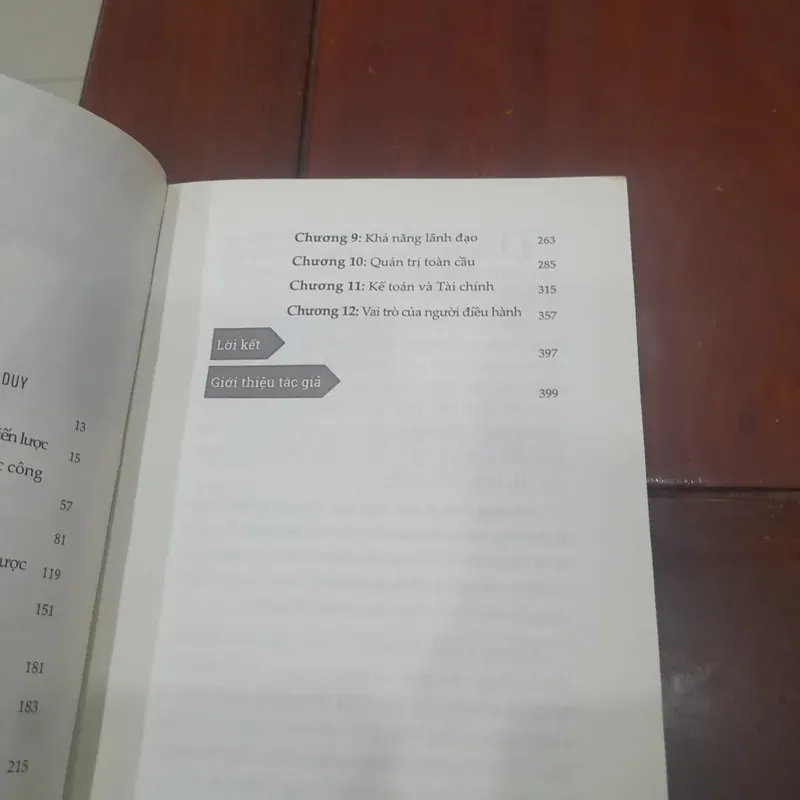 DUY
13
iến lược 15
c công
57
81
ược 119
151
181
183
215
Chương 9: Khả năng lãnh đạo 263
Chương 10: Quản trị toàn cầu 285
Chương 11: Kế toán và Tài chính 315
Chương 12: Vai trò của người điều hành 357
Lời kết 397
Giới thiệu tác giả 399